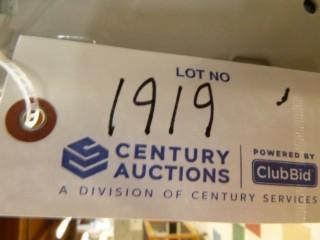 LOT NO
1919
CENTURY
AUCTIONS
POWERED BY
ClubBid
A DIVISION OF CENTURY SERVICES